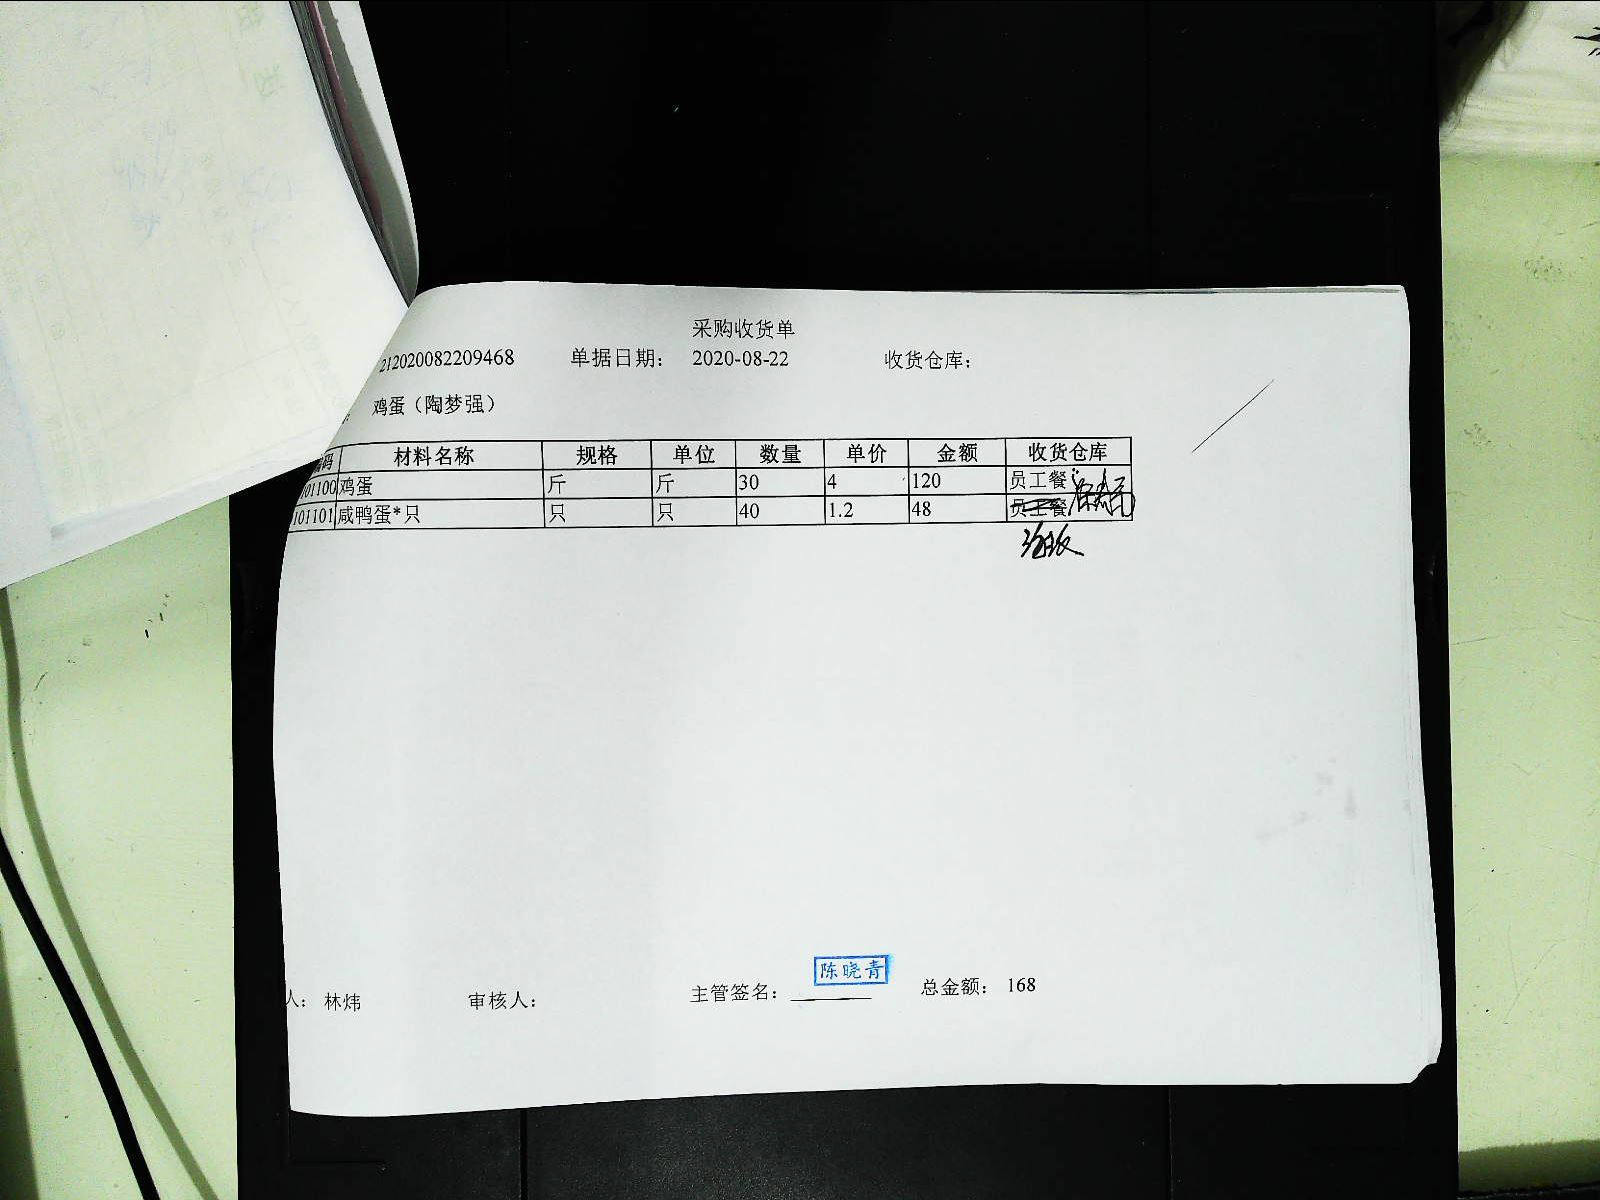 采购收货单
212020082209468 单据日期： 2020-08-22 收货仓库：
鸡蛋（陶梦强）
编码 材料名称 规格 单位 数量 单价 金额 收货仓库
101100 鸡蛋 斤 斤 30 4 120 员工餐
101101 咸鸭蛋*只 只 只 40 1.2 48 员工餐
陈晓青
人： 林炜 审核人： 主管签名： 总金额： 168